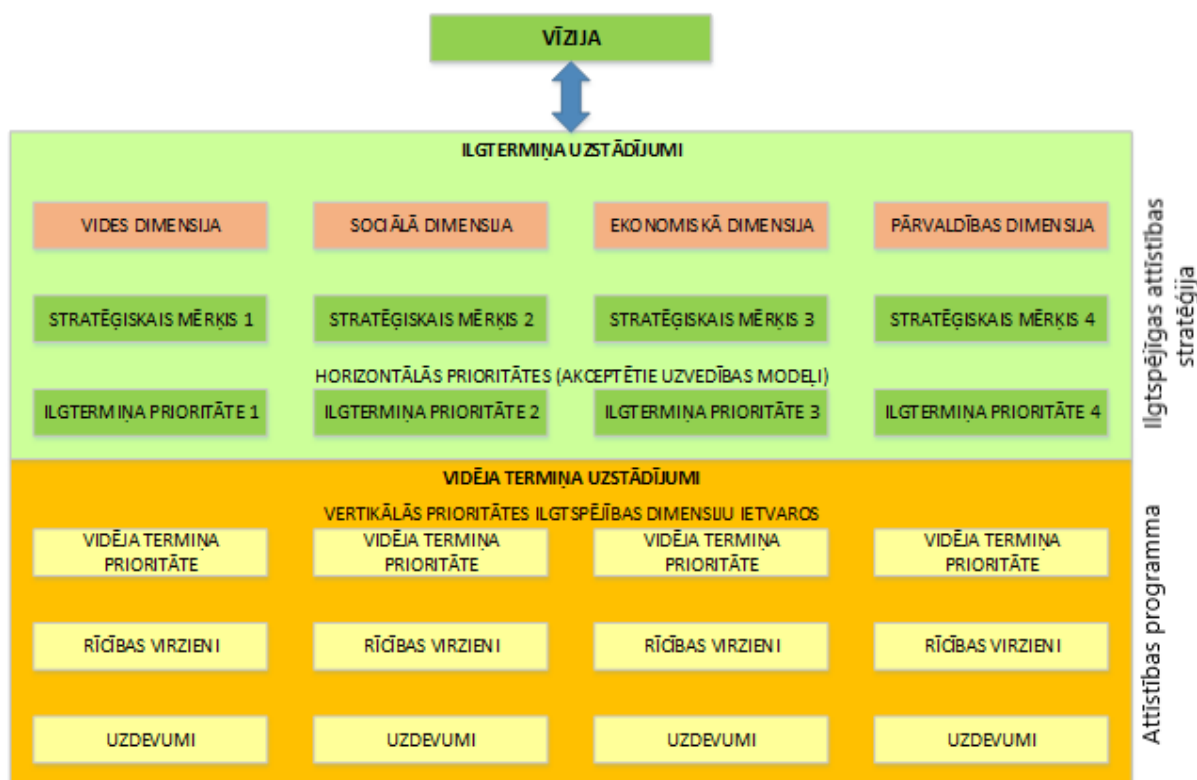 VĪZIJA
ILGTERMIŅA UZSTĀDĪJUMI
VIDES DIMENSIJA
SOCIĀLĀ DIMENSIJA
EKONOMISKĀ DIMENSIJA
PĀRVALDĪBAS DIMENSIJA
STRATĒĢISKAIS MĒRĶIS 1
STRATĒĢISKAIS MĒRĶIS 2
STRATĒĢISKAIS MĒRĶIS 3
STRATĒĢISKAIS MĒRĶIS 4
HORIZONTĀLĀS PRIORITĀTES (AKCEPTĒTIE UZVEDĪBAS MODEĻI)
ILGTERMIŅA PRIORITĀTE 1
ILGTERMIŅA PRIORITĀTE 2
ILGTERMIŅA PRIORITĀTE 3
ILGTERMIŅA PRIORITĀTE 4
Ilgtspējīgas attīstības
stratēģija
VIDĒJA TERMIŅA UZSTĀDĪJUMI
VERTIKĀLĀS PRIORITĀTES ILGTSPĒJĪBAS DIMENSIJU IETVAROS
VIDĒJA TERMIŅA
PRIORITĀTE
VIDĒJA TERMIŅA
PRIORITĀTE
VIDĒJA TERMIŅA
PRIORITĀTE
VIDĒJA TERMIŅA
PRIORITĀTE
RĪCĪBAS VIRZIENI
RĪCĪBAS VIRZIENI
RĪCĪBAS VIRZIENI
RĪCĪBAS VIRZIENI
UZDEVUMI
UZDEVUMI
UZDEVUMI
UZDEVUMI
Attīstības programma